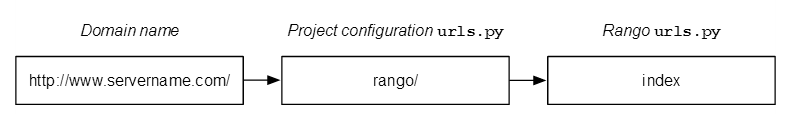 Domain name
Project configuration urls.py
Rango urls.py
http://www.servername.com/
rango/
index